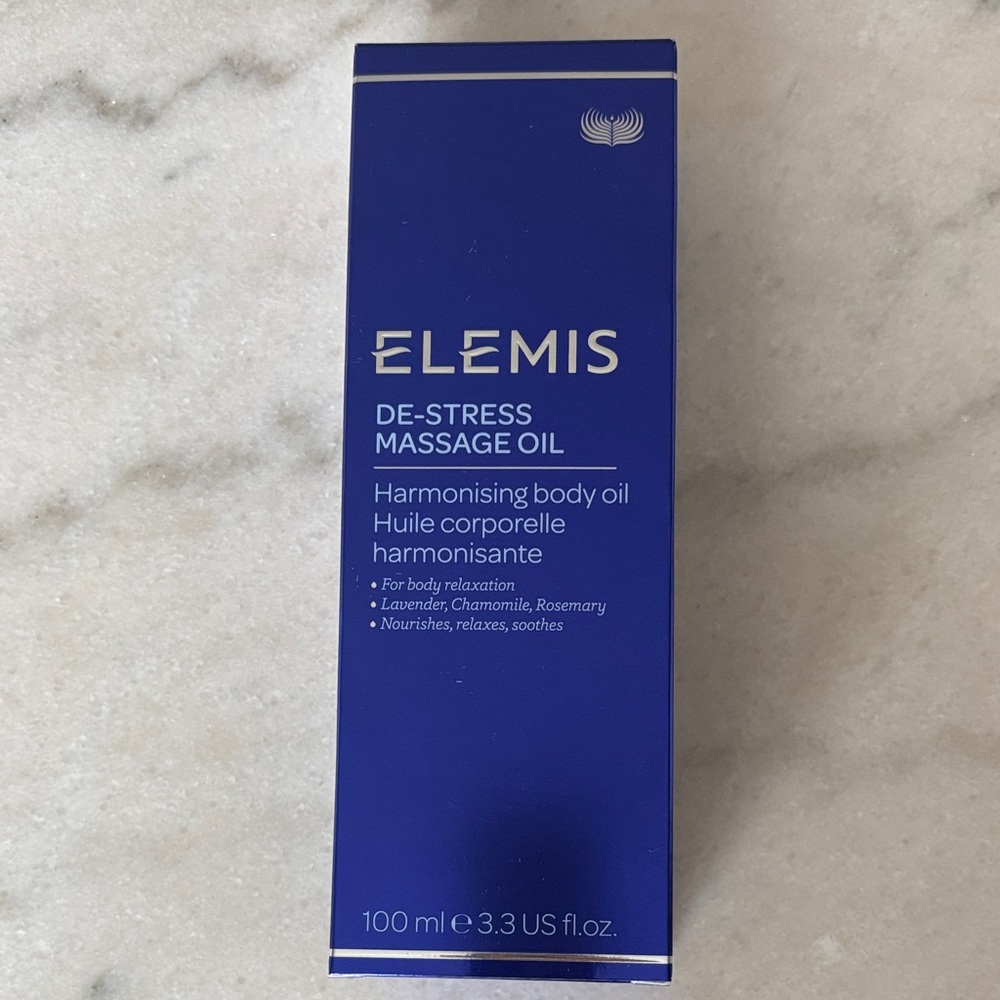 ELEMIS
DE-STRESS
MASSAGE OIL
Harmonising body oil
Huile corporelle
harmonisante
• For body relaxation
• Lavender, Chamomile, Rosemary
• Nourishes, relaxes, soothes
100 ml ℮ 3.3 US fl.oz.